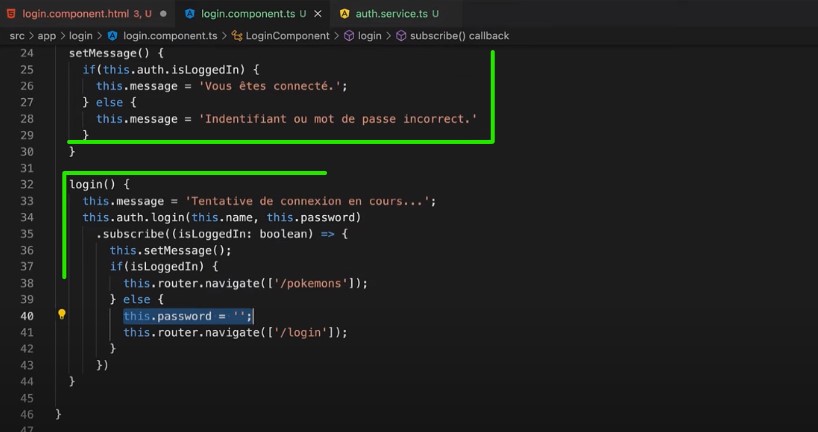 login.component.html 3, U login.component.ts U auth.service.ts U
src > app > login > login.component.ts > LoginComponent > login > subscribe() callback
24 setMessage() {
25 if(this.auth.isLoggedIn) {
26 this.message = 'Vous êtes connecté.';
27 } else {
28 this.message = 'Indentifiant ou mot de passe incorrect.'
29 }
30 }
31
32 login() {
33 this.message = 'Tentative de connexion en cours...';
34 this.auth.login(this.name, this.password)
35 .subscribe((isLoggedIn: boolean) => {
36 this.setMessage();
37 if(isLoggedIn) {
38 this.router.navigate(['/pokemons']);
39 } else {
40 this.password = '';
41 this.router.navigate(['/login']);
42 }
43 })
44 }
45
46 }
47